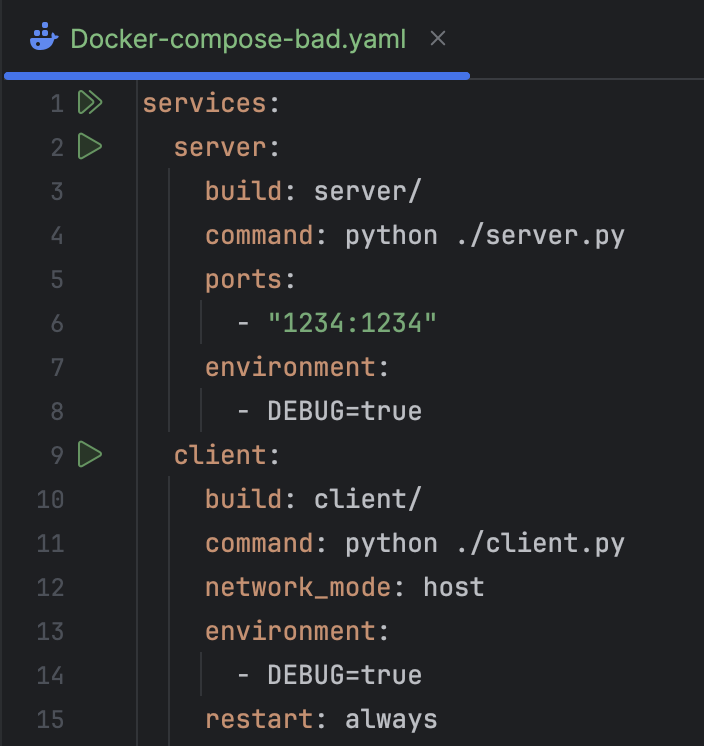 Docker-compose-bad.yaml ×
1 services:
2   server:
3     build: server/
4     command: python ./server.py
5     ports:
6       - "1234:1234"
7     environment:
8       - DEBUG=true
9   client:
10     build: client/
11     command: python ./client.py
12     network_mode: host
13     environment:
14       - DEBUG=true
15     restart: always